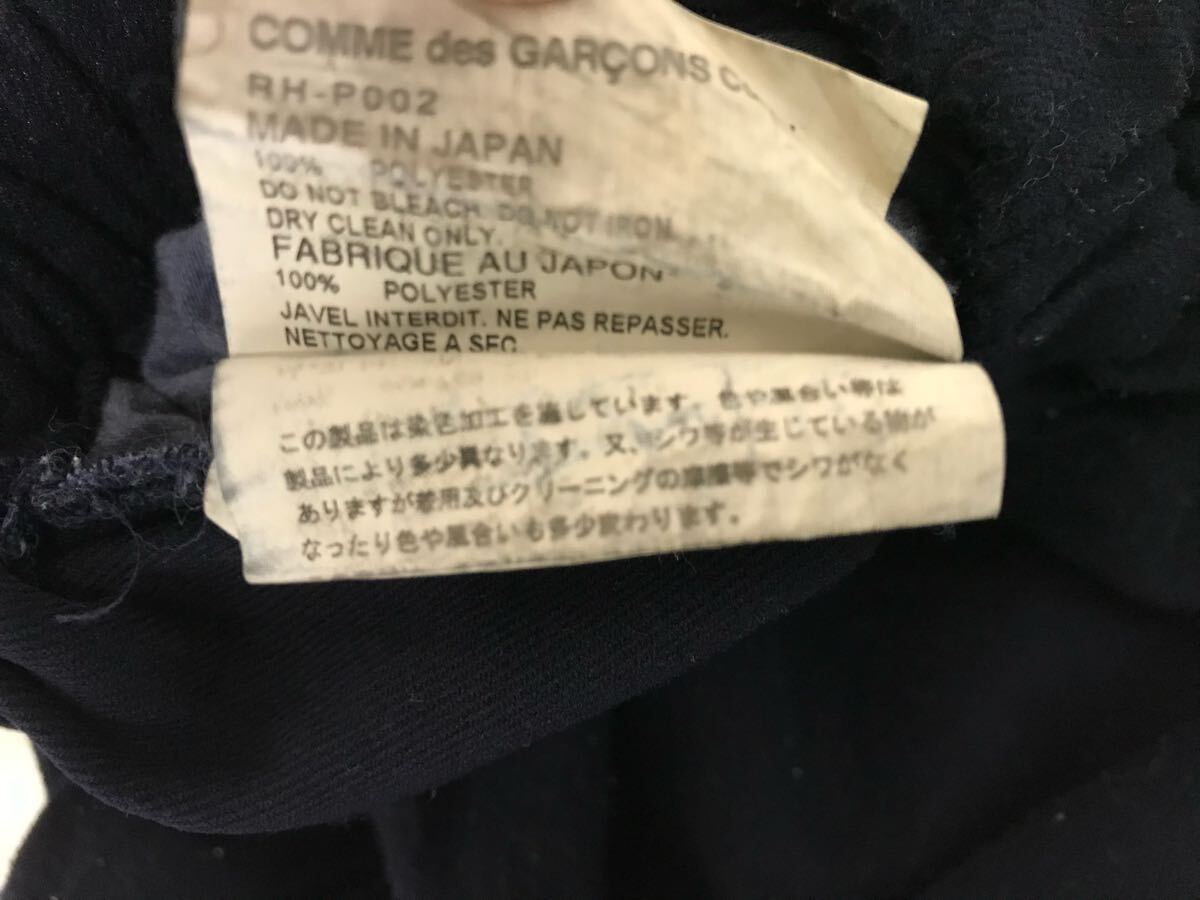 COMME des GARÇONS
RH-P002
MADE IN JAPAN
100% POLYESTER
DO NOT BLEACH. DO NOT IRON.
DRY CLEAN ONLY.
FABRIQUE AU JAPON
100% POLYESTER
JAVEL INTERDIT. NE PAS REPASSER.
NETTOYAGE A SEC
この製品は染色加工を施しています。色や風合い等は
製品により多少異なります。又、シワ等が生じている物が
ありますが着用及びクリーニングの摩擦等でシワがなく
なったり色や風合いも多少変わります。